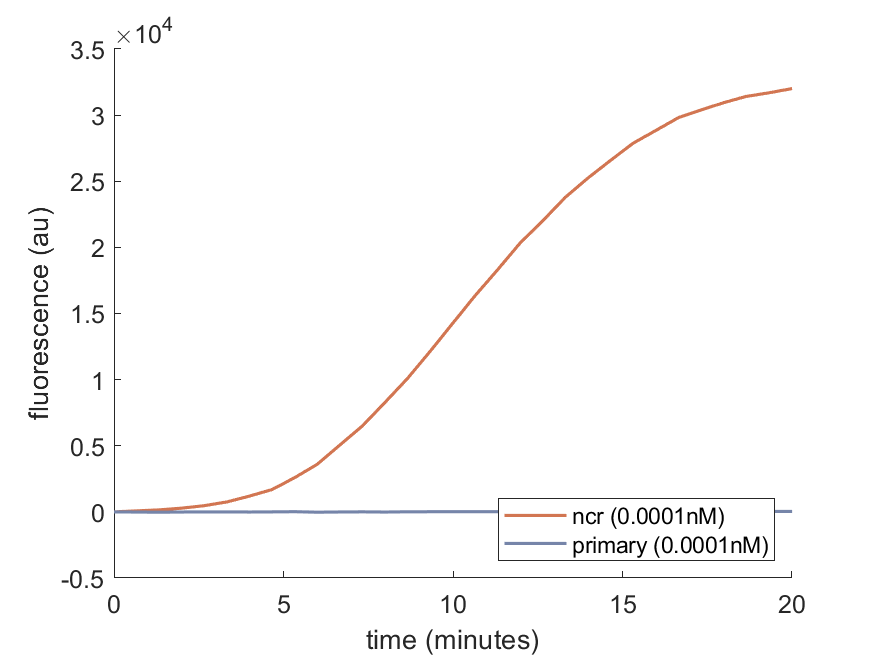 ×10⁴
3.5
3
2.5
2
1.5
1
0.5
0
-0.5
fluorescence (au)
0 5 10 15 20
time (minutes)
ncr (0.0001nM)
primary (0.0001nM)